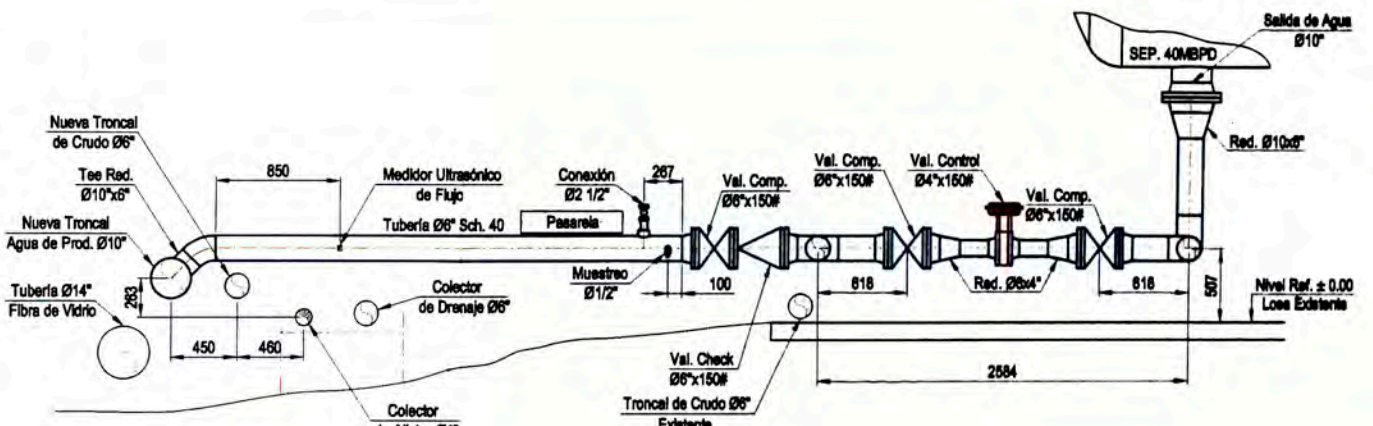 Salida de Agua
Ø10"
SEP. 40MBPD
Red. Ø10x6"
Nueva Troncal
de Crudo Ø6"
Tee Red.
Ø10"x6"
Nueva Troncal
Agua de Prod. Ø10"
Tubería Ø14"
Fibra de Vidrio
850
Medidor Ultrasónico
de Flujo
Tubería Ø6" Sch. 40
Conexión
Ø2 1/2"
Pasarela
267
Val. Comp.
Ø6"x150#
Val. Comp.
Ø6"x150#
Val. Control
Ø4"x150#
Val. Comp.
Ø6"x150#
263
450
460
Colector
de Drenaje Ø6"
Muestreo
Ø1/2"
100
618
Red. Ø6x4"
618
507
Nivel Ref. ± 0.00
Losa Existente
Val. Check
Ø6"x150#
2584
Troncal de Crudo Ø6"
Existente
Colector